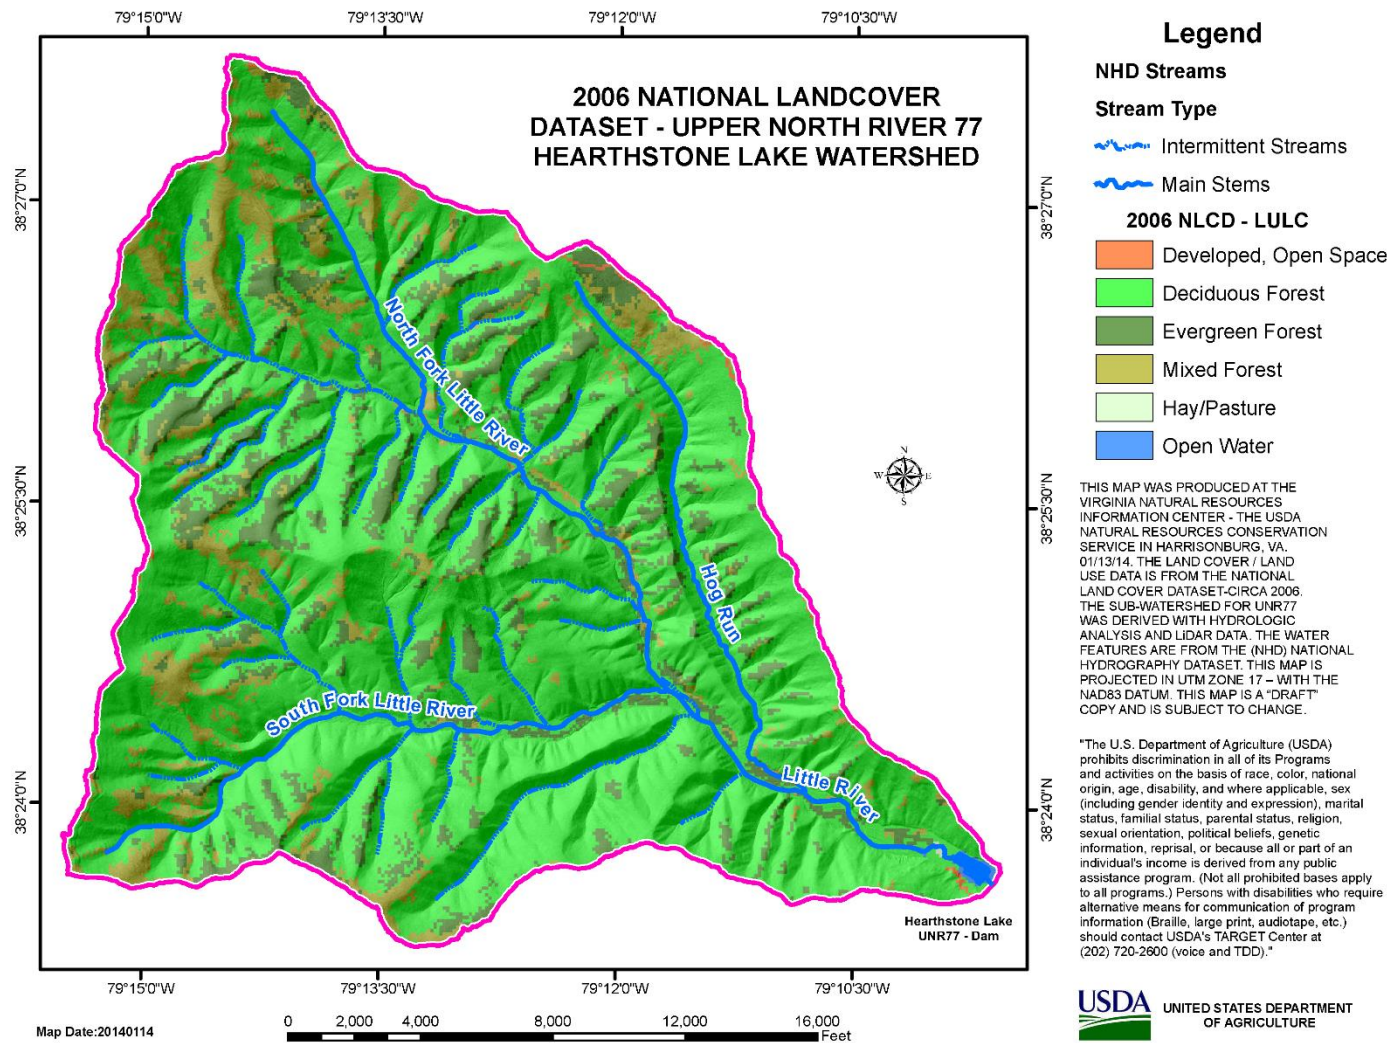 79°15'0"W
79°13'30"W
79°12'0"W
79°10'30"W
2006 NATIONAL LANDCOVER
DATASET - UPPER NORTH RIVER 77
HEARTHSTONE LAKE WATERSHED
38°27'0"N
38°27'0"N
38°25'30"N
38°25'30"N
38°24'0"N
38°24'0"N
North Fork Little River
Hog Run
South Fork Little River
Little River
N
W
E
S
Hearthstone Lake
UNR77 - Dam
79°15'0"W
79°13'30"W
79°12'0"W
79°10'30"W
Map Date:20140114
0
2,000
4,000
8,000
12,000
16,000
Feet
Legend
NHD Streams
Stream Type
Intermittent Streams
Main Stems
2006 NLCD - LULC
Developed, Open Space
Deciduous Forest
Evergreen Forest
Mixed Forest
Hay/Pasture
Open Water
THIS MAP WAS PRODUCED AT THE
VIRGINIA NATURAL RESOURCES
INFORMATION CENTER - THE USDA
NATURAL RESOURCES CONSERVATION
SERVICE IN HARRISONBURG, VA.
01/13/14. THE LAND COVER / LAND
USE DATA IS FROM THE NATIONAL
LAND COVER DATASET-CIRCA 2006.
THE SUB-WATERSHED FOR UNR77
WAS DERIVED WITH HYDROLOGIC
ANALYSIS AND LiDAR DATA. THE WATER
FEATURES ARE FROM THE (NHD) NATIONAL
HYDROGRAPHY DATASET. THIS MAP IS
PROJECTED IN UTM ZONE 17 – WITH THE
NAD83 DATUM. THIS MAP IS A "DRAFT"
COPY AND IS SUBJECT TO CHANGE.
"The U.S. Department of Agriculture (USDA)
prohibits discrimination in all of its Programs
and activities on the basis of race, color, national
origin, age, disability, and where applicable, sex
(including gender identity and expression), marital
status, familial status, parental status, religion,
sexual orientation, political beliefs, genetic
information, reprisal, or because all or part of an
individual's income is derived from any public
assistance program. (Not all prohibited bases apply
to all programs.) Persons with disabilities who require
alternative means for communication of program
information (Braille, large print, audiotape, etc.)
should contact USDA's TARGET Center at
(202) 720-2600 (voice and TDD)."
USDA
UNITED STATES DEPARTMENT
OF AGRICULTURE